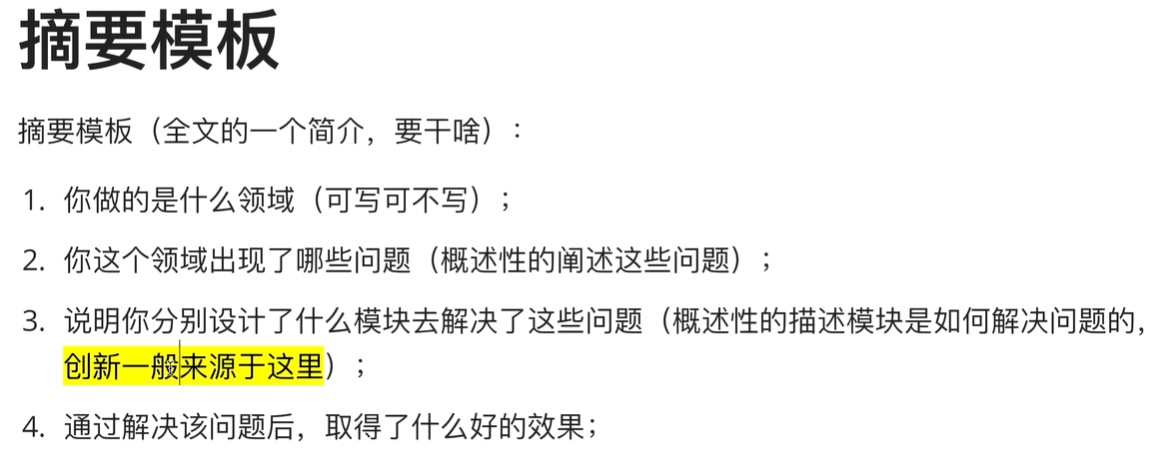 摘要模板
摘要模板（全文的一个简介，要干啥）：
1. 你做的是什么领域（可写可不写）；
2. 你这个领域出现了哪些问题（概述性的阐述这些问题）；
3. 说明你分别设计了什么模块去解决了这些问题（概述性的描述模块是如何解决问题的，
创新一般来源于这里）；
4. 通过解决该问题后，取得了什么好的效果；